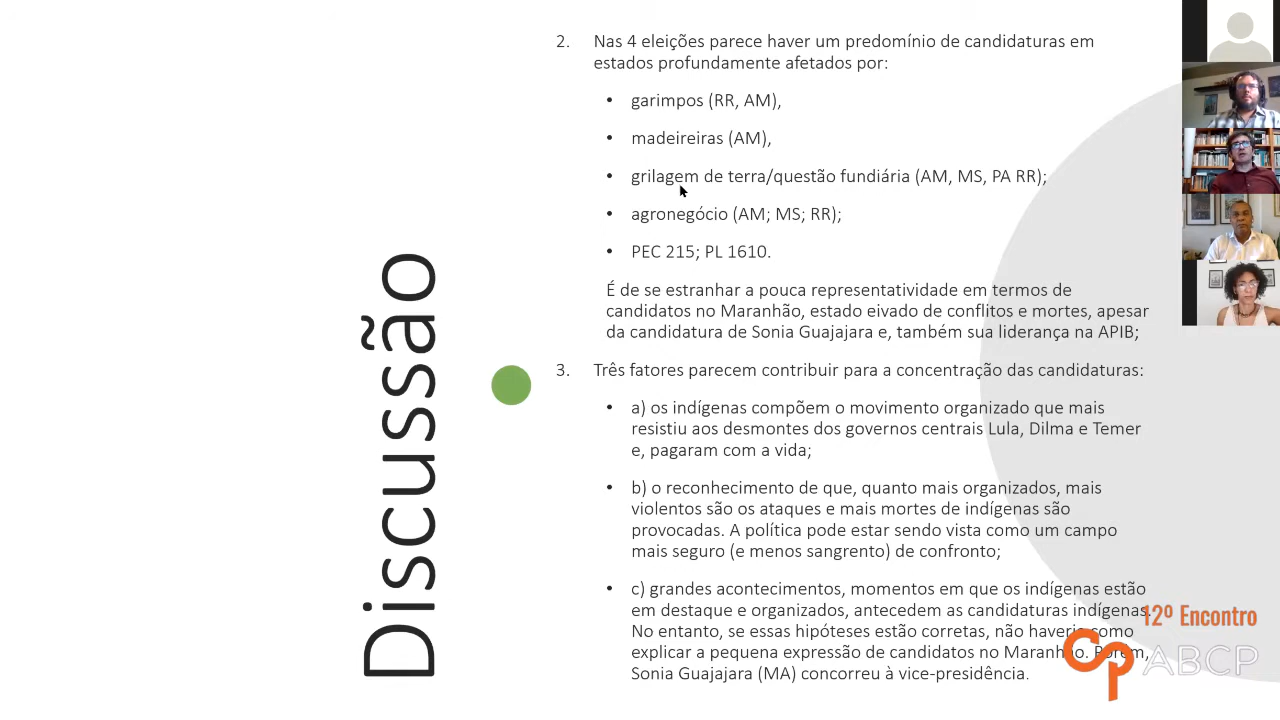 Discussão
2. Nas 4 eleições parece haver um predomínio de candidaturas em
estados profundamente afetados por:
• garimpos (RR, AM),
• madeireiras (AM),
• grilagem de terra/questão fundiária (AM, MS, PA RR);
• agronegócio (AM; MS; RR);
• PEC 215; PL 1610.
É de se estranhar a pouca representatividade em termos de
candidatos no Maranhão, estado eivado de conflitos e mortes, apesar
da candidatura de Sonia Guajajara e, também sua liderança na APIB;
3. Três fatores parecem contribuir para a concentração das candidaturas:
• a) os indígenas compõem o movimento organizado que mais
resistiu aos desmontes dos governos centrais Lula, Dilma e Temer
e, pagaram com a vida;
• b) o reconhecimento de que, quanto mais organizados, mais
violentos são os ataques e mais mortes de indígenas são
provocadas. A política pode estar sendo vista como um campo
mais seguro (e menos sangrento) de confronto;
• c) grandes acontecimentos, momentos em que os indígenas estão
em destaque e organizados, antecedem as candidaturas indígenas.
No entanto, se essas hipóteses estão corretas, não haveria como
explicar a pequena expressão de candidatos no Maranhão. Porém,
Sonia Guajajara (MA) concorreu à vice-presidência.
12º Encontro
ABCP